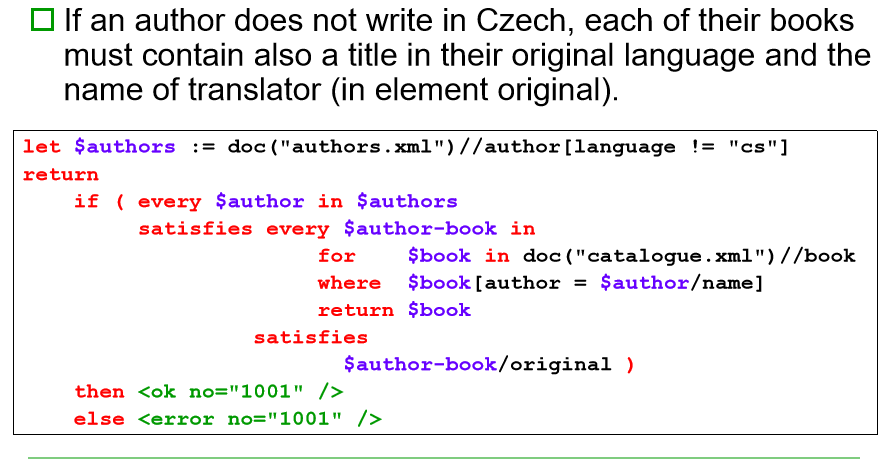 If an author does not write in Czech, each of their books
must contain also a title in their original language and the
name of translator (in element original).
let $authors := doc("authors.xml")//author[language != "cs"]
return
    if ( every $author in $authors
         satisfies every $author-book in
                       for    $book in doc("catalogue.xml")//book
                       where  $book[author = $author/name]
                       return $book
                  satisfies
                         $author-book/original )
    then <ok no="1001" />
    else <error no="1001" />